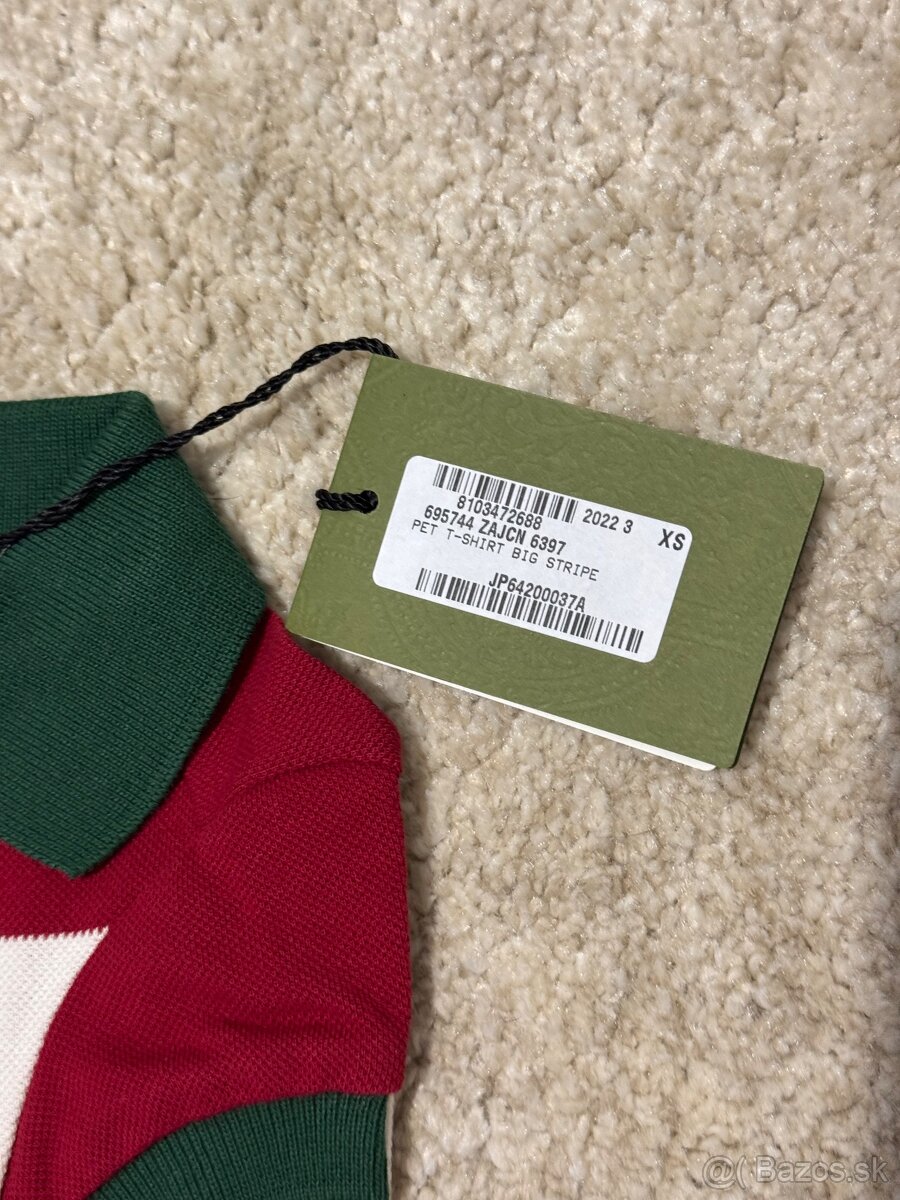 8103472688 2022 3 XS
695744 ZAJCN 6397
PET T-SHIRT BIG STRIPE
JP64200037A
@( Bazos.sk